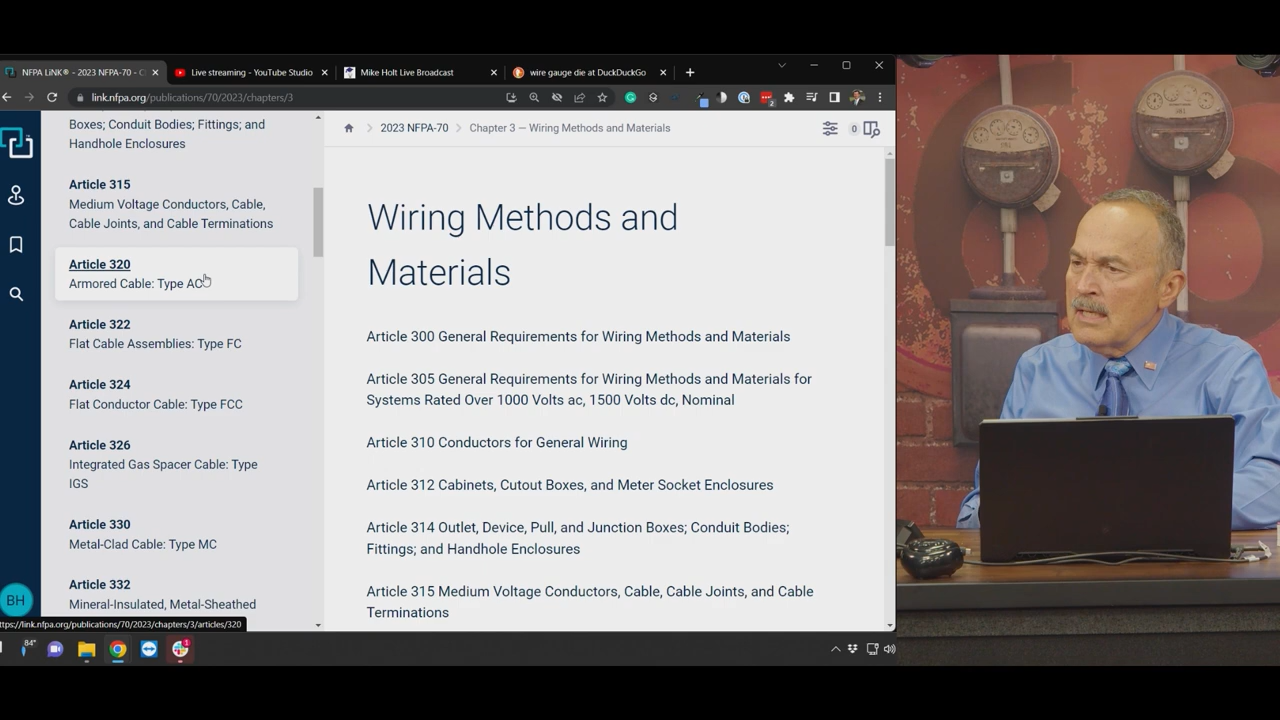 NFPA LiNK® - 2023 NFPA-70 - C
Live streaming - YouTube Studio
Mike Holt Live Broadcast
wire gauge die at DuckDuckGo
link.nfpa.org/publications/70/2023/chapters/3
2
Boxes; Conduit Bodies; Fittings; and
Handhole Enclosures
Article 315
Medium Voltage Conductors, Cable,
Cable Joints, and Cable Terminations
Article 320
Armored Cable: Type AC
Article 322
Flat Cable Assemblies: Type FC
Article 324
Flat Conductor Cable: Type FCC
Article 326
Integrated Gas Spacer Cable: Type
IGS
Article 330
Metal-Clad Cable: Type MC
Article 332
Mineral-Insulated, Metal-Sheathed
BH
ttps://link.nfpa.org/publications/70/2023/chapters/3/articles/320
2023 NFPA-70 > Chapter 3 — Wiring Methods and Materials
0
Wiring Methods and
Materials
Article 300 General Requirements for Wiring Methods and Materials
Article 305 General Requirements for Wiring Methods and Materials for
Systems Rated Over 1000 Volts ac, 1500 Volts dc, Nominal
Article 310 Conductors for General Wiring
Article 312 Cabinets, Cutout Boxes, and Meter Socket Enclosures
Article 314 Outlet, Device, Pull, and Junction Boxes; Conduit Bodies;
Fittings; and Handhole Enclosures
Article 315 Medium Voltage Conductors, Cable, Cable Joints, and Cable
Terminations
84°
1